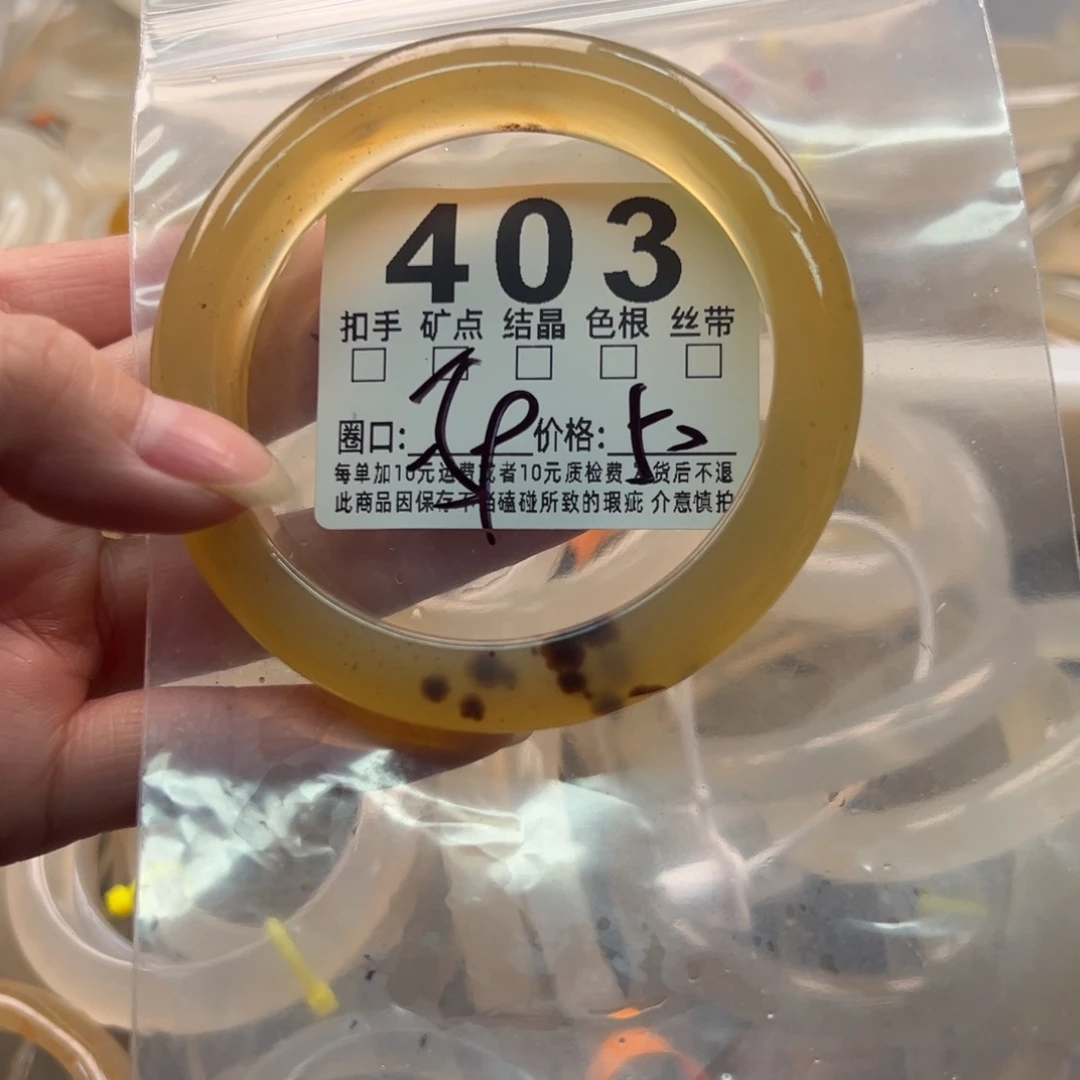 403
扣手 矿点 结晶 色根 丝带
圈口: 价格:
每单加10元运费或者10元质检费 货后不退
此商品因保存不当磕碰所致的瑕疵 介意慎拍